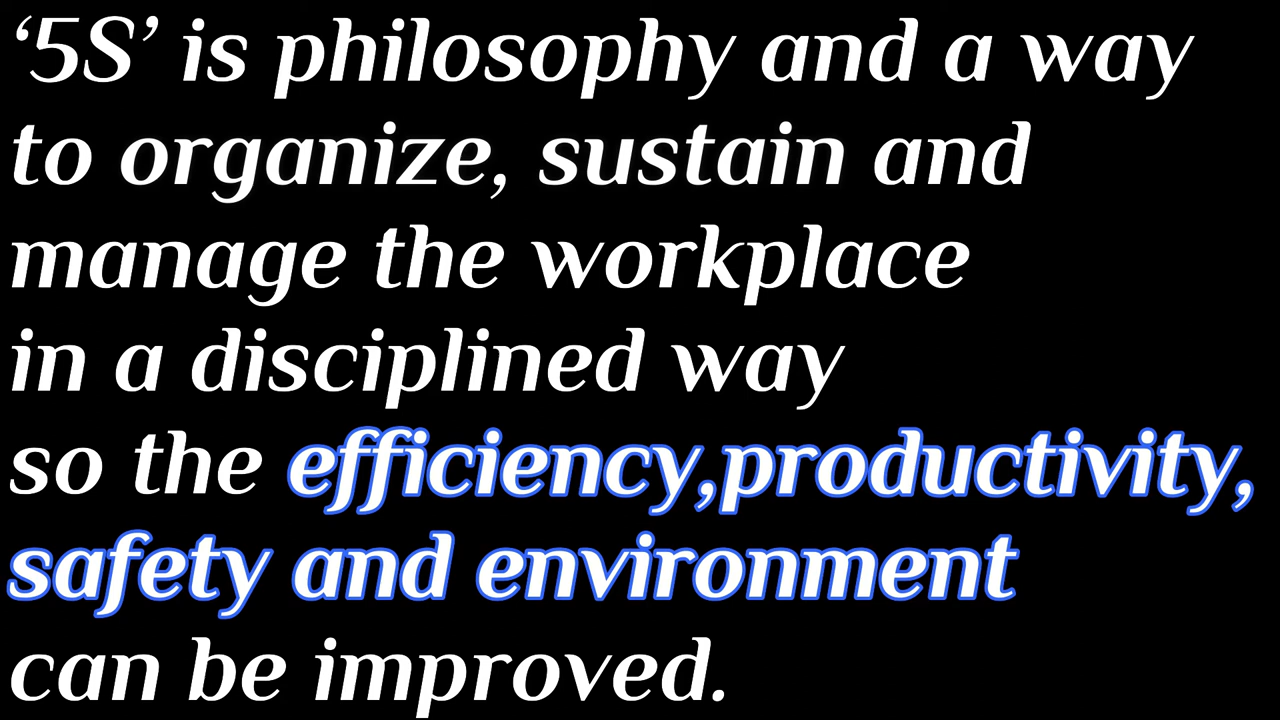 ‘5S’ is philosophy and a way
to organize, sustain and
manage the workplace
in a disciplined way
so the efficiency,productivity,
safety and environment
can be improved.